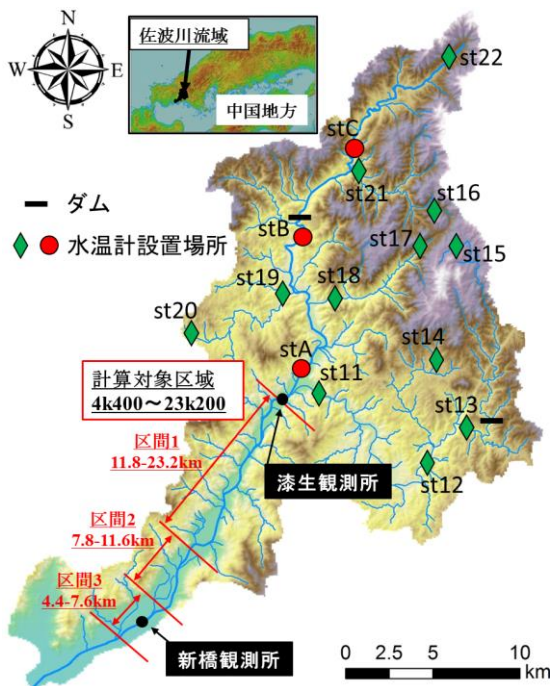 N
W
E
S
佐波川流域
中国地方
ダム
水温計設置場所
st22
stC
st21
st16
stB
st17
st15
st19
st18
st20
st14
stA
st11
st13
st12
計算対象区域
4k400～23k200
区間1
11.8-23.2km
漆生観測所
区間2
7.8-11.6km
区間3
4.4-7.6km
新橋観測所
0 2.5 5 10
km